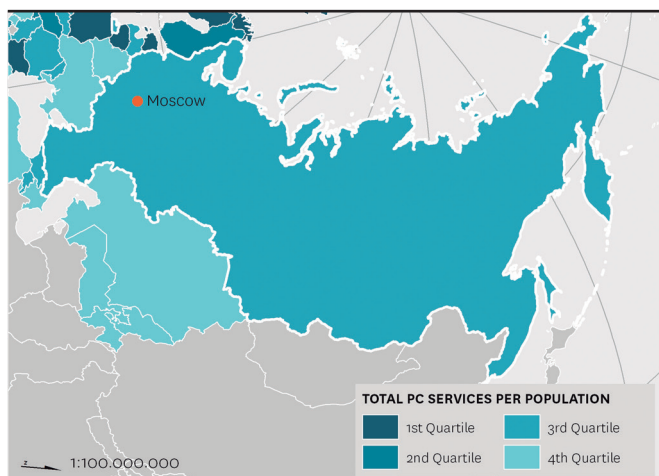 Moscow
TOTAL PC SERVICES PER POPULATION
1st Quartile
3rd Quartile
2nd Quartile
4th Quartile
z
1:100.000.000